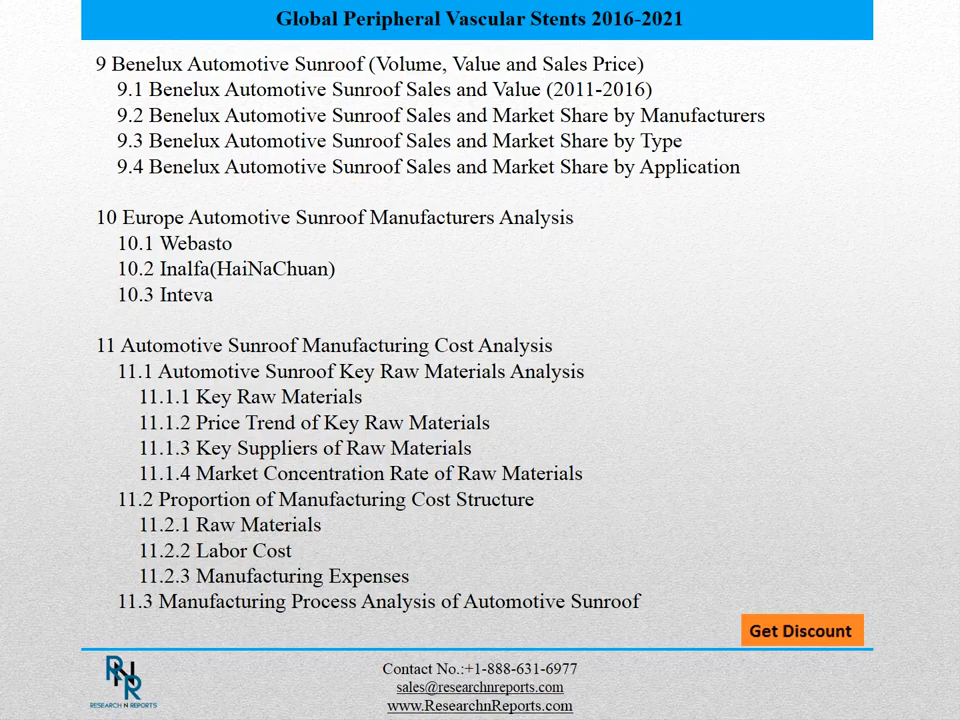 Global Peripheral Vascular Stents 2016-2021
9 Benelux Automotive Sunroof (Volume, Value and Sales Price)
9.1 Benelux Automotive Sunroof Sales and Value (2011-2016)
9.2 Benelux Automotive Sunroof Sales and Market Share by Manufacturers
9.3 Benelux Automotive Sunroof Sales and Market Share by Type
9.4 Benelux Automotive Sunroof Sales and Market Share by Application
10 Europe Automotive Sunroof Manufacturers Analysis
10.1 Webasto
10.2 Inalfa(HaiNaChuan)
10.3 Inteva
11 Automotive Sunroof Manufacturing Cost Analysis
11.1 Automotive Sunroof Key Raw Materials Analysis
11.1.1 Key Raw Materials
11.1.2 Price Trend of Key Raw Materials
11.1.3 Key Suppliers of Raw Materials
11.1.4 Market Concentration Rate of Raw Materials
11.2 Proportion of Manufacturing Cost Structure
11.2.1 Raw Materials
11.2.2 Labor Cost
11.2.3 Manufacturing Expenses
11.3 Manufacturing Process Analysis of Automotive Sunroof
Get Discount
RNR
RESEARCH N REPORTS
Contact No.:+1-888-631-6977
sales@researchnreports.com
www.ResearchnReports.com